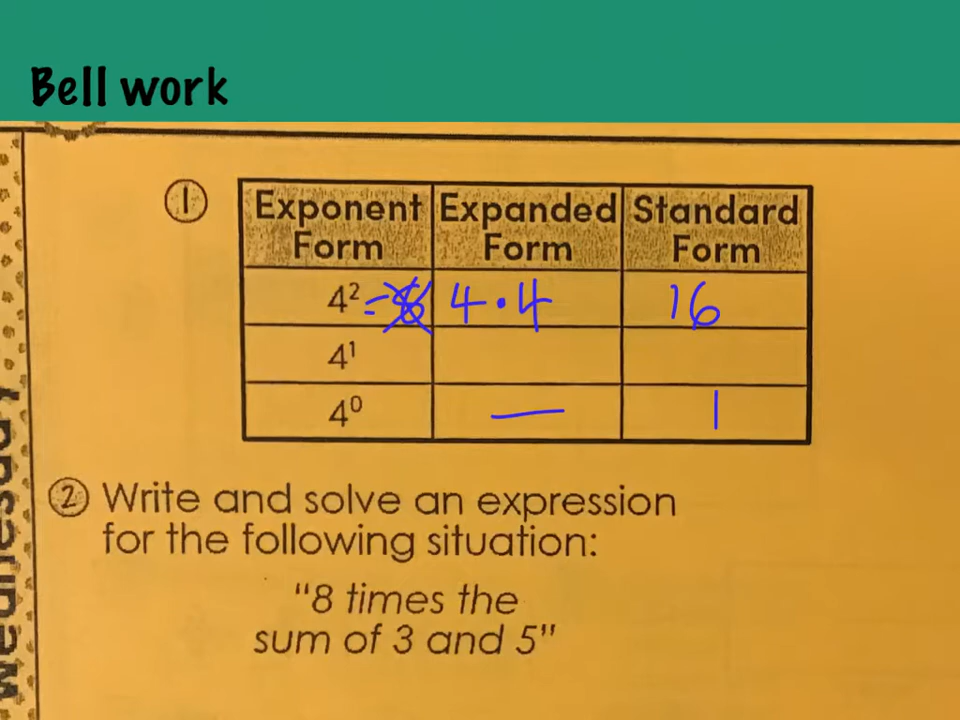 Bell work
① Exponent Form Expanded Form Standard Form
4² = 4 · 4 16
4¹
4⁰ — 1
② Write and solve an expression
for the following situation:
"8 times the
sum of 3 and 5"